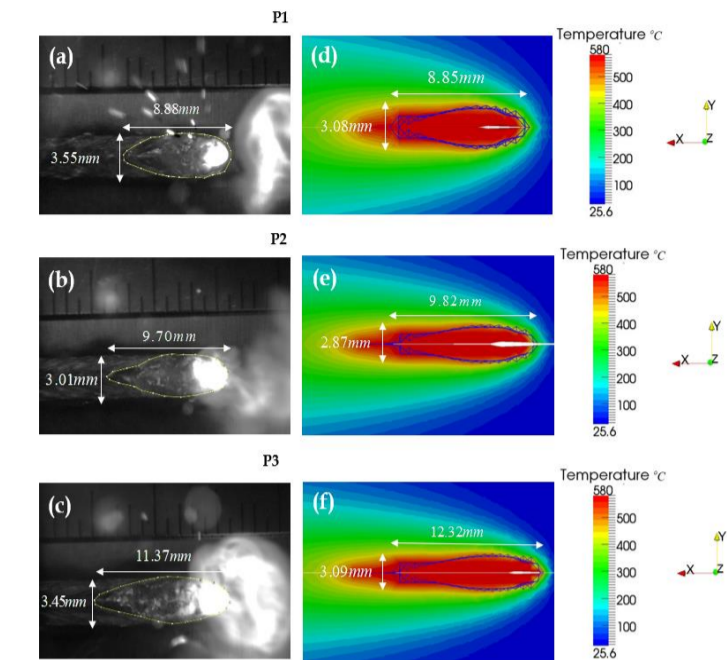 P1
(a)
8.88mm
3.55mm
(d)
8.85mm
3.08mm
Temperature °C
580
500
400
300
200
100
25.6
Y
X
Z
P2
(b)
9.70mm
3.01mm
(e)
9.82mm
2.87mm
Temperature °C
580
500
400
300
200
100
25.6
Y
X
Z
P3
(c)
11.37mm
3.45mm
(f)
12.32mm
3.09mm
Temperature °C
580
500
400
300
200
100
25.6
Y
X
Z